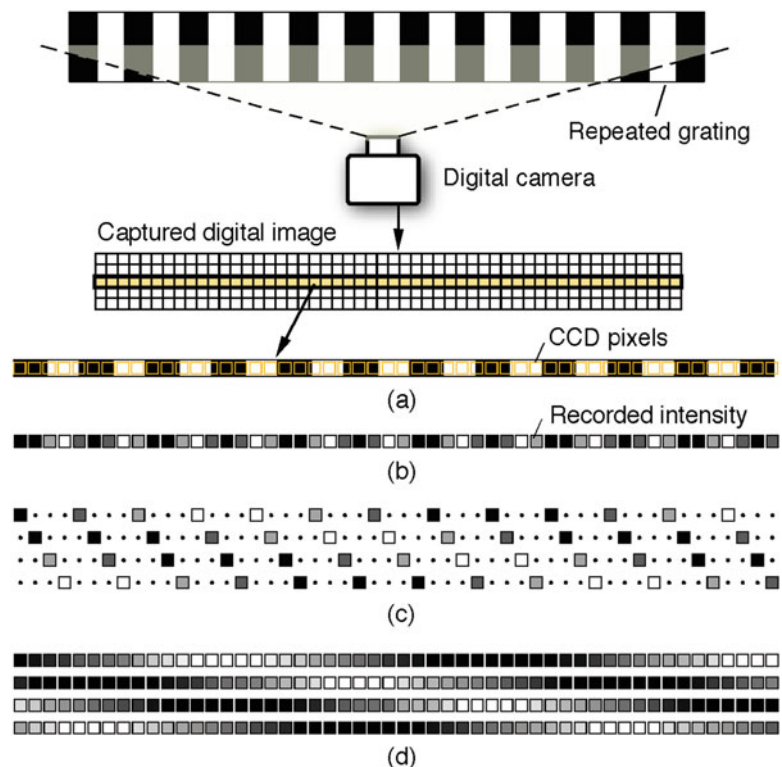 Repeated grating
Digital camera
Captured digital image
CCD pixels
(a)
Recorded intensity
(b)
(c)
(d)